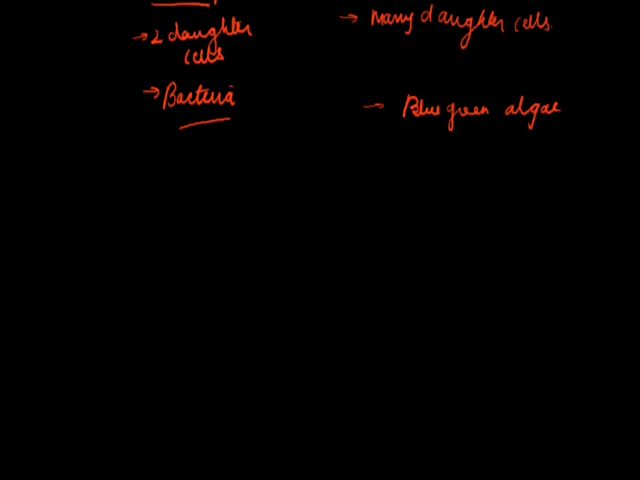 → 2 daughter
cells
→ Bacteria
→ Many daughter cells
→ Blue green algae